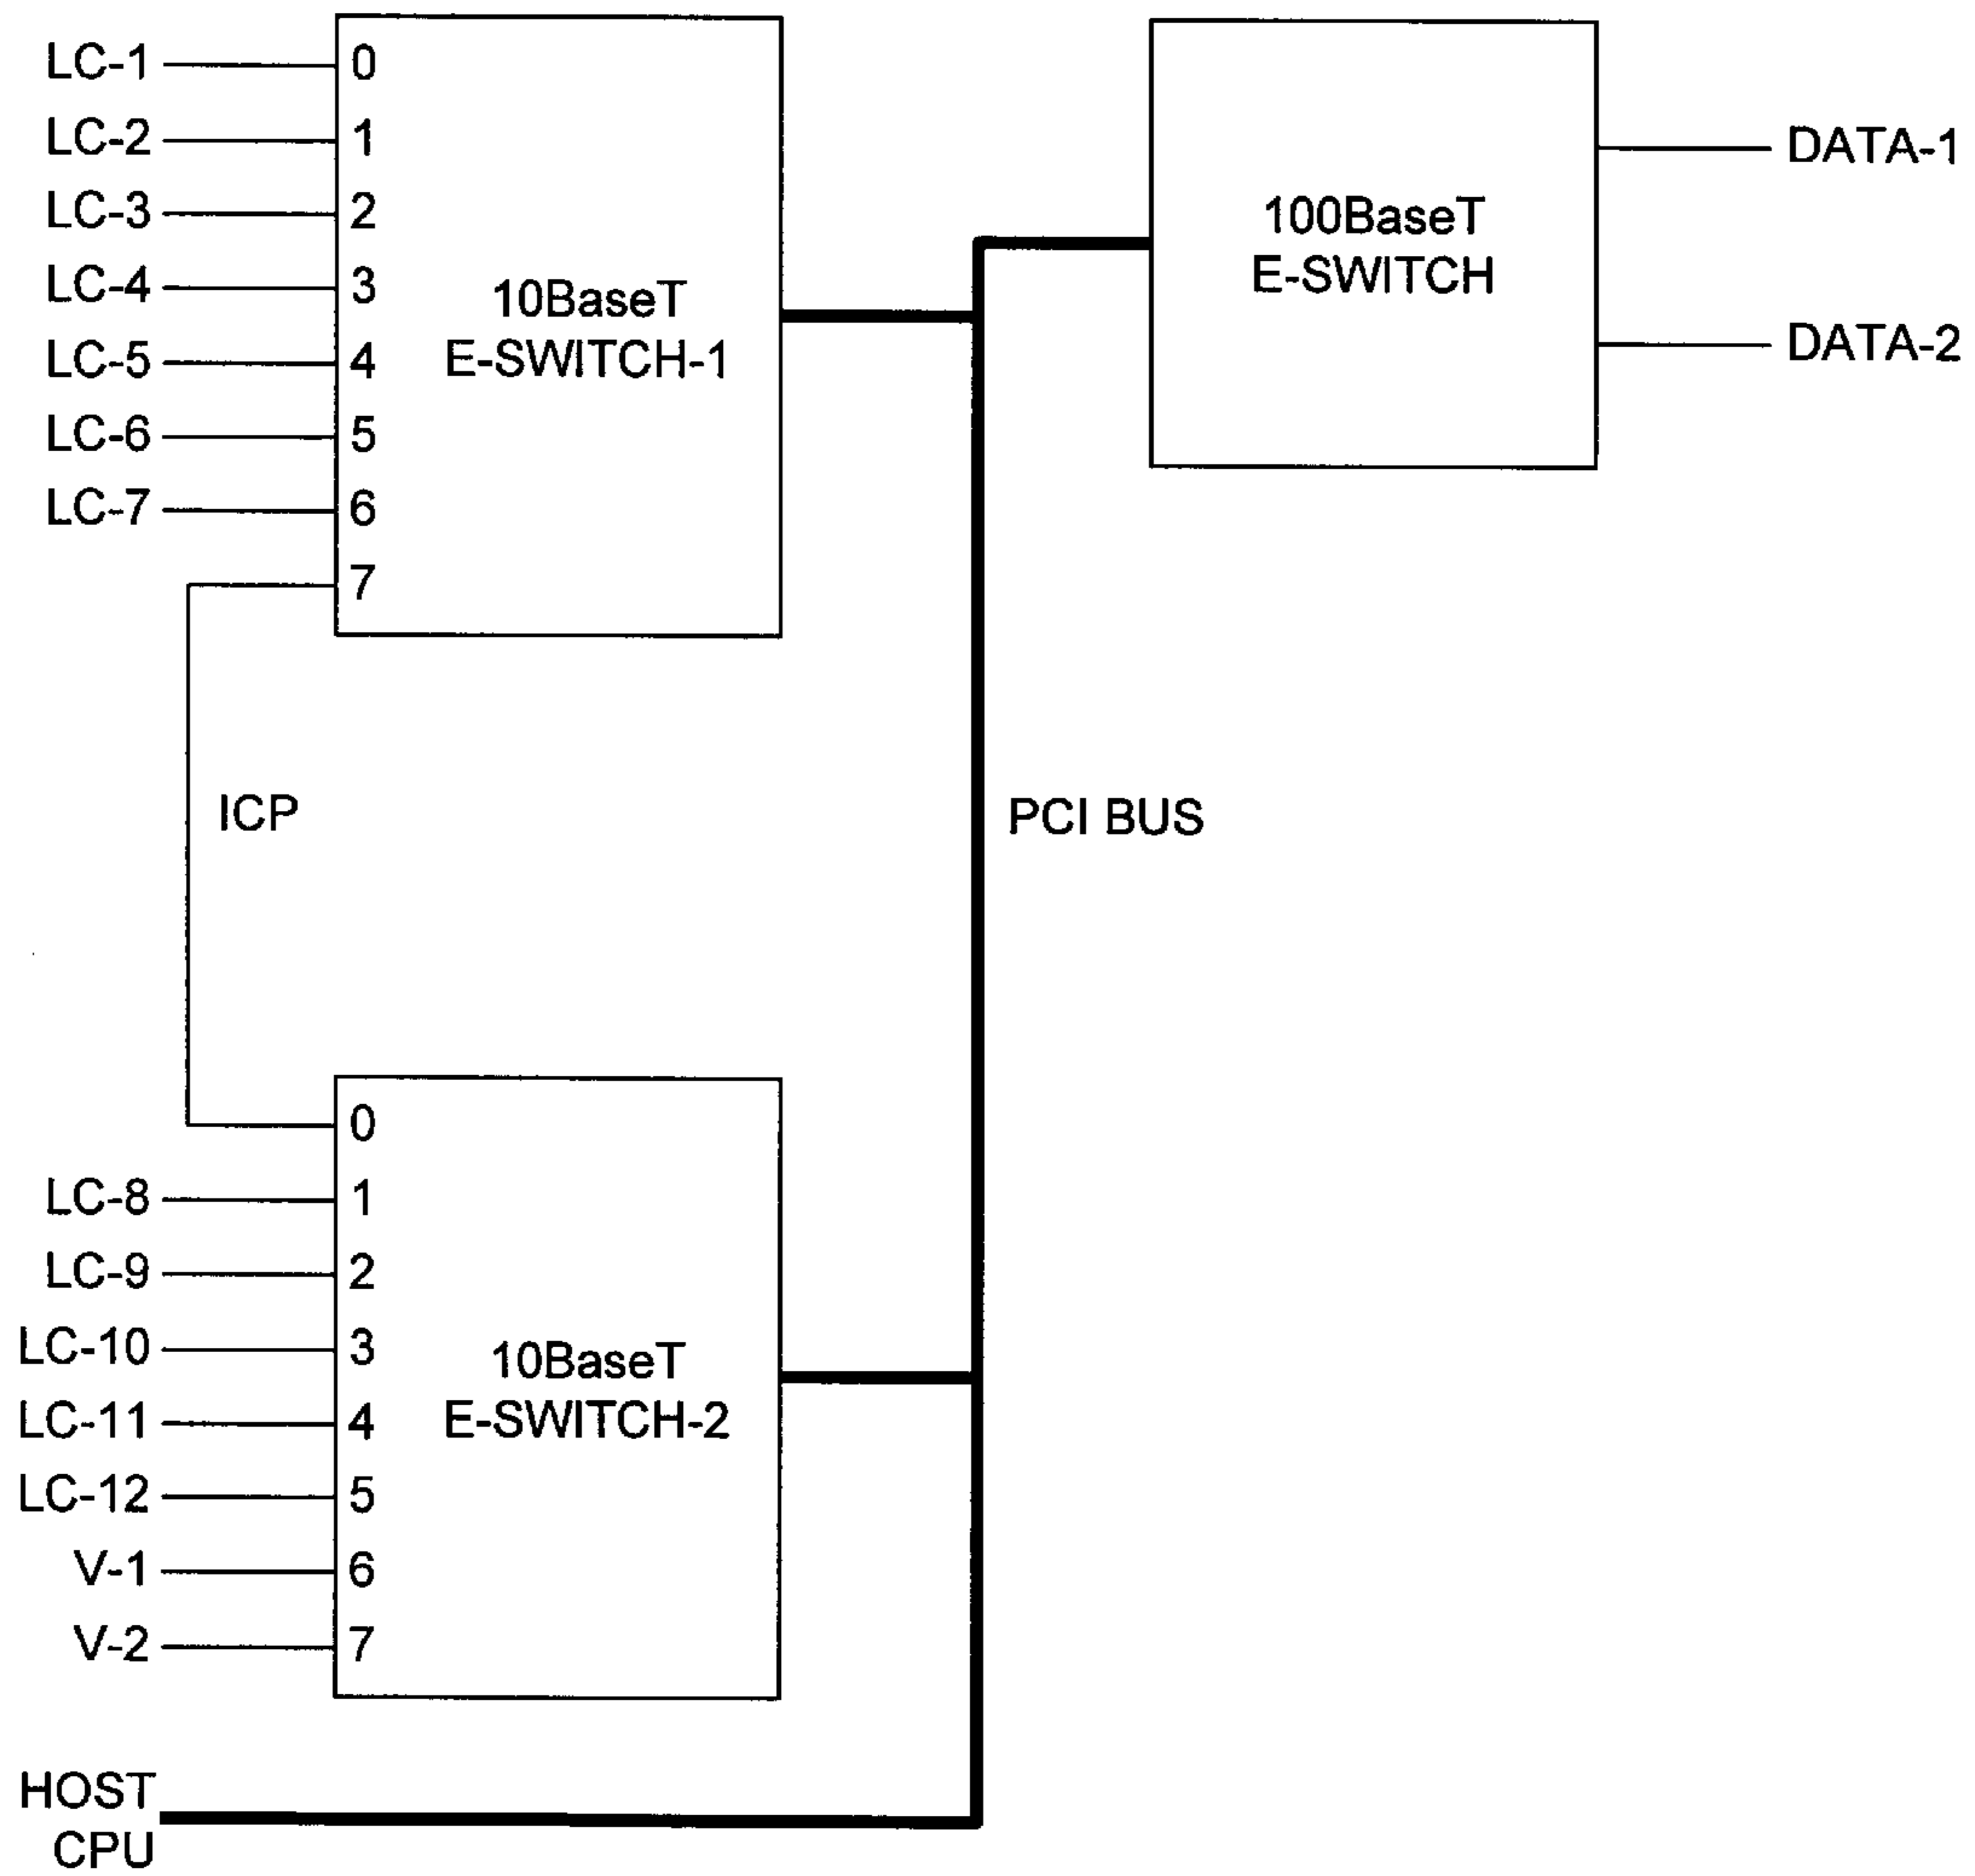 LC-1 0
LC-2 1
LC-3 2
LC-4 3
LC-5 4
LC-6 5
LC-7 6
7
10BaseT
E-SWITCH-1
100BaseT
E-SWITCH
DATA-1
DATA-2
ICP
PCI BUS
0
LC-8 1
LC-9 2
LC-10 3
LC-11 4
LC-12 5
V-1 6
V-2 7
10BaseT
E-SWITCH-2
HOST
CPU